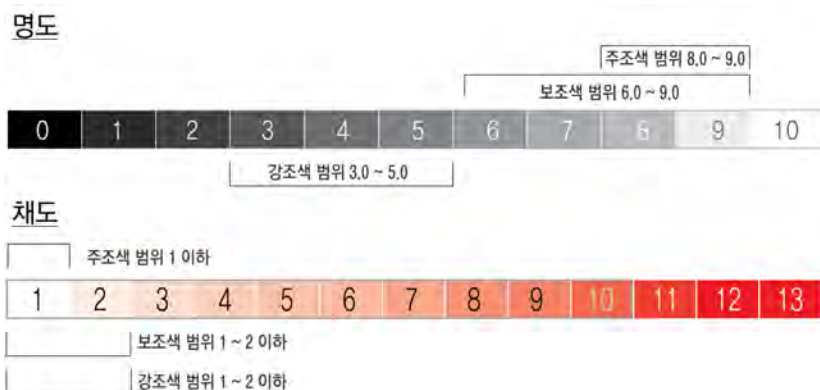 명도
주조색 범위 8.0 ~ 9.0
보조색 범위 6.0 ~ 9.0
0 1 2 3 4 5 6 7 8 9 10
강조색 범위 3.0 ~ 5.0
채도
주조색 범위 1 이하
1 2 3 4 5 6 7 8 9 10 11 12 13
보조색 범위 1 ~ 2 이하
강조색 범위 1 ~ 2 이하